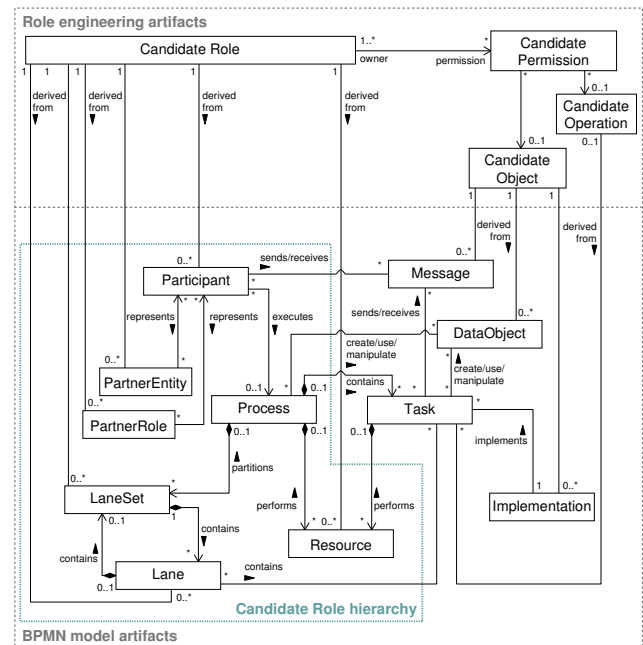 Role engineering artifacts
Candidate Role
1..*
owner
*
permission
Candidate
Permission
1
1
1
1
1
1
*
*
0..1
derived
from
derived
from
derived
from
derived
from
Candidate
Operation
0..1
0..1
Candidate
Object
1
1
1
derived
from
derived
from
0..*
sends/receives
*
0..*
Participant
*
*
Message
*
*
*
represents
represents
executes
sends/receives
*
0..*
*
DataObject
create/use/
manipulate
*
create/use/
manipulate
0..*
*
0..1
*
0..1
contains
*
*
*
PartnerEntity
0..*
Process
Task
*
PartnerRole
*
0..1
0..1
0..1
*
*
implements
partitions
0..*
*
performs
performs
1
0..*
LaneSet
0..1
1
contains
*
0..*
*
Implementation
Resource
contains
*
Lane
*
contains
0..1
0..*
Candidate Role hierarchy
BPMN model artifacts